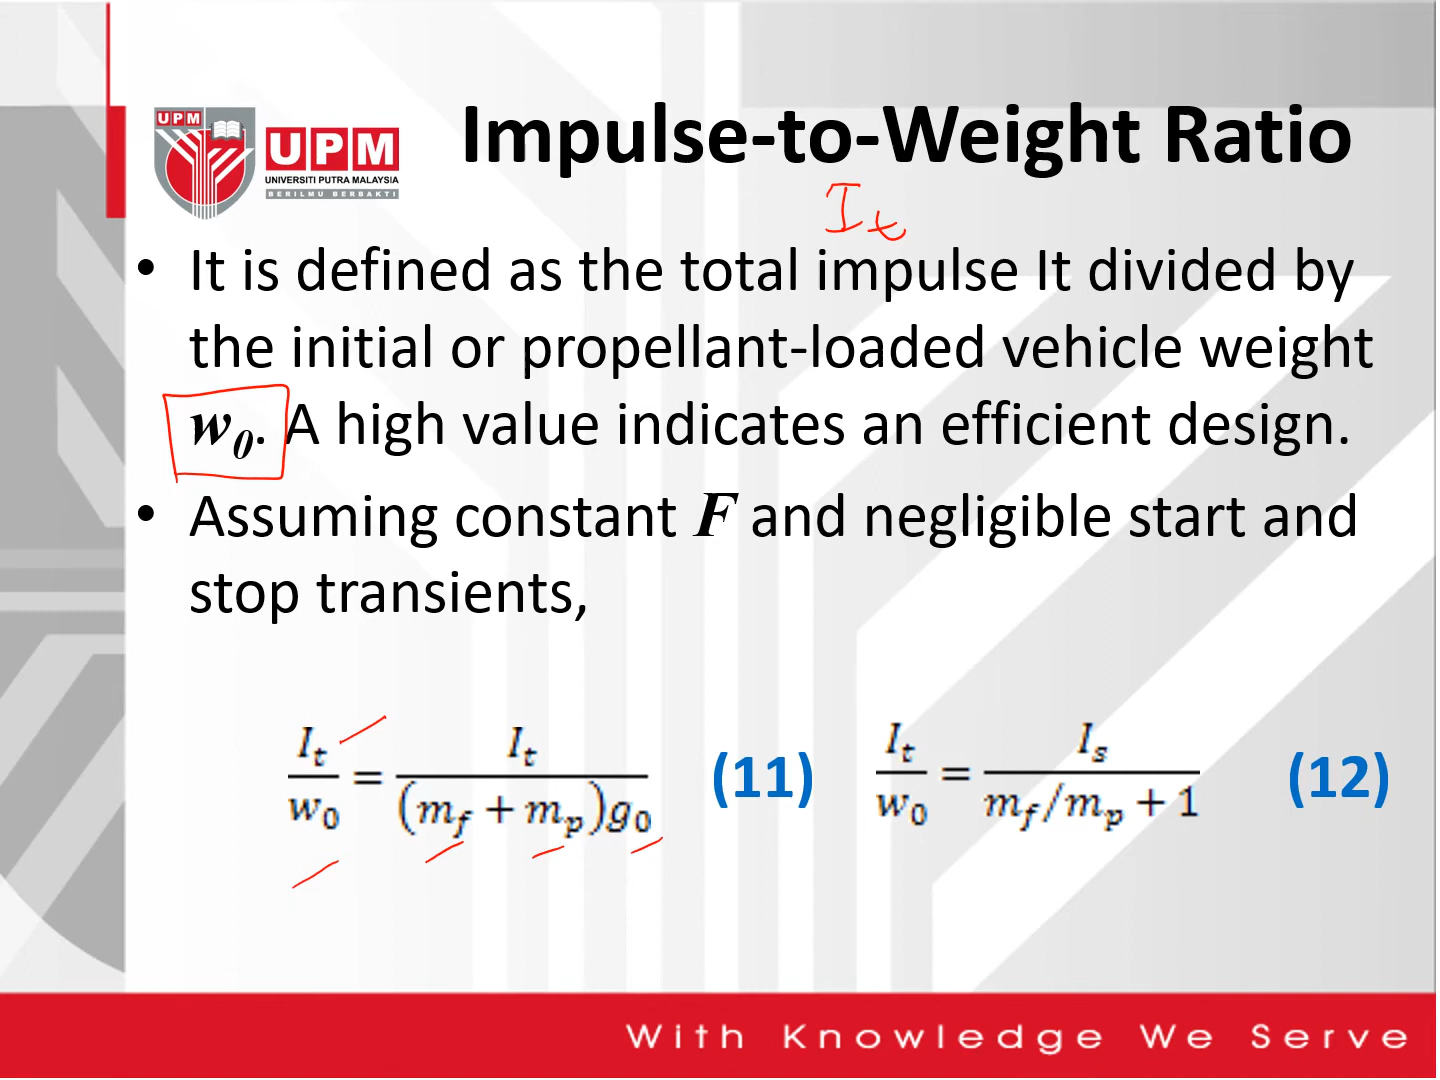 UPM
UPM
UNIVERSITI PUTRA MALAYSIA
BERILMU BERBAKTI
Impulse-to-Weight Ratio
I_t
• It is defined as the total impulse It divided by
the initial or propellant-loaded vehicle weight
w_0. A high value indicates an efficient design.
• Assuming constant F and negligible start and
stop transients,
I_t/w_0 = I_t/((m_f + m_p)g_0) (11) I_t/w_0 = I_s/(m_f/m_p + 1) (12)
With Knowledge We Serve